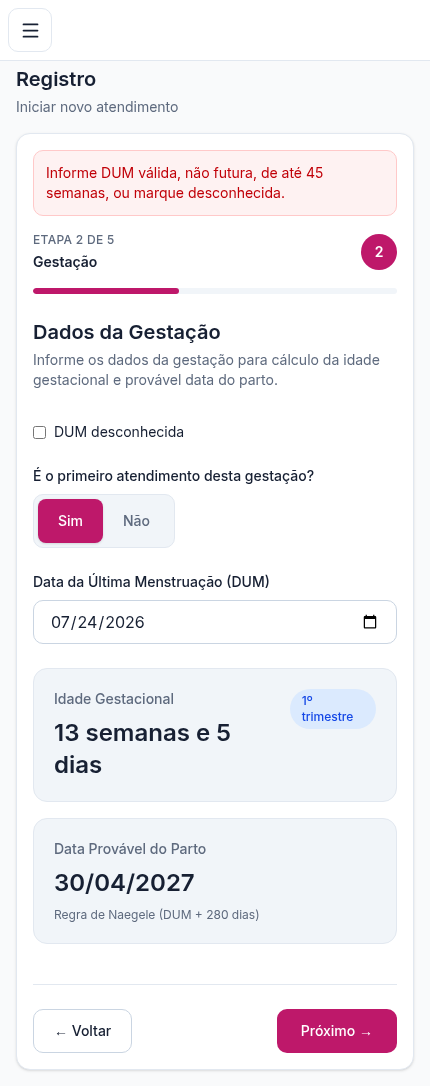 Registro
Iniciar novo atendimento
Informe DUM válida, não futura, de até 45
semanas, ou marque desconhecida.
ETAPA 2 DE 5
Gestação
2
Dados da Gestação
Informe os dados da gestação para cálculo da idade
gestacional e provável data do parto.
DUM desconhecida
É o primeiro atendimento desta gestação?
Sim
Não
Data da Última Menstruação (DUM)
07/24/2026
Idade Gestacional
1º
trimestre
13 semanas e 5
dias
Data Provável do Parto
30/04/2027
Regra de Naegele (DUM + 280 dias)
← Voltar
Próximo →